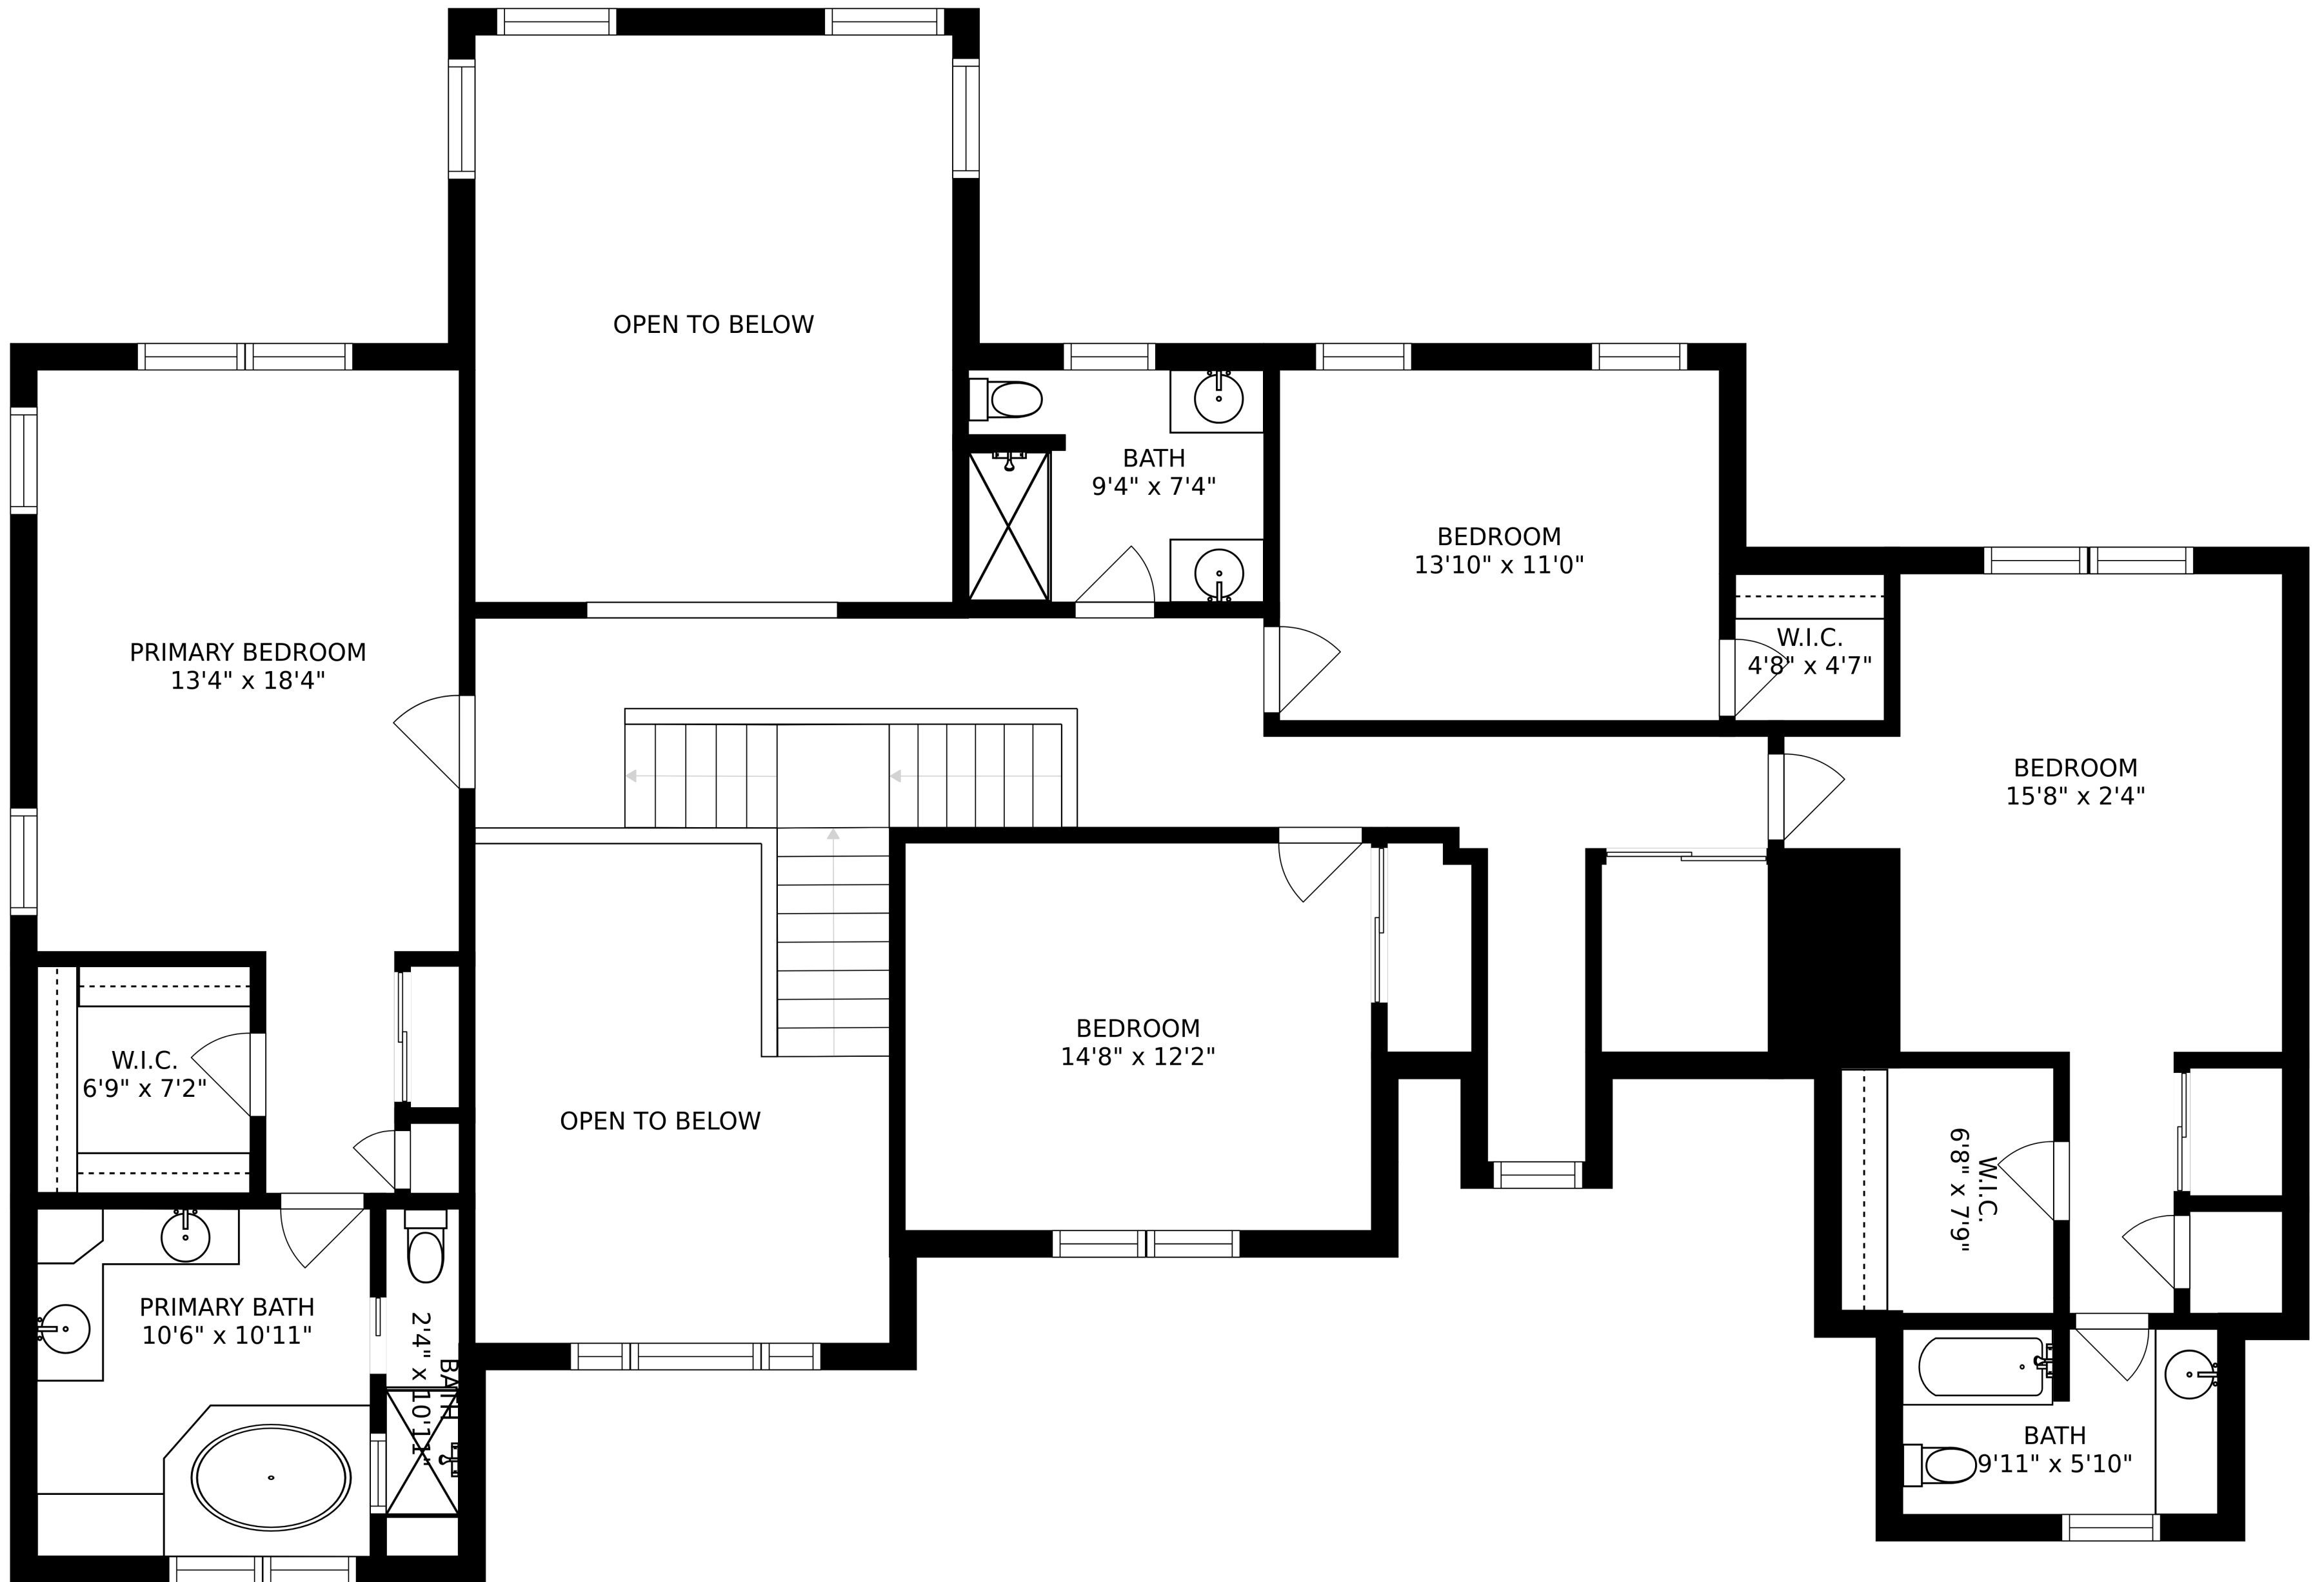 OPEN TO BELOW
BATH
9'4" x 7'4"
BEDROOM
13'10" x 11'0"
W.I.C.
4'8" x 4'7"
PRIMARY BEDROOM
13'4" x 18'4"
BEDROOM
15'8" x 2'4"
BEDROOM
14'8" x 12'2"
W.I.C.
6'9" x 7'2"
OPEN TO BELOW
W.I.C.
6'8" x 7'9"
PRIMARY BATH
10'6" x 10'11"
BATH
2'4" x 10'11"
BATH
9'11" x 5'10"